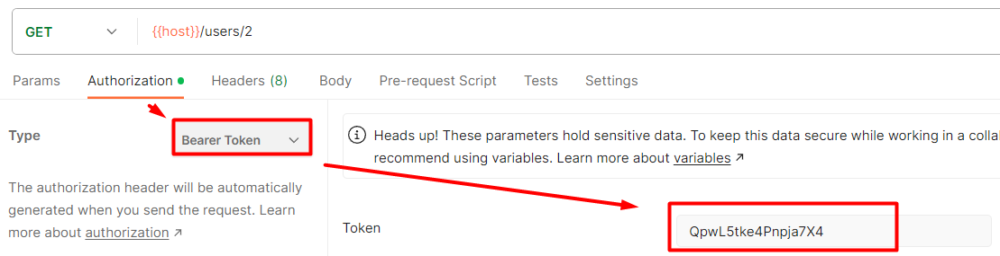 GET {{host}}/users/2
Params Authorization Headers (8) Body Pre-request Script Tests Settings
Type Bearer Token
The authorization header will be automatically
generated when you send the request. Learn
more about authorization ↗
Heads up! These parameters hold sensitive data. To keep this data secure while working in a colla
recommend using variables. Learn more about variables ↗
Token QpwL5tke4Pnpja7X4